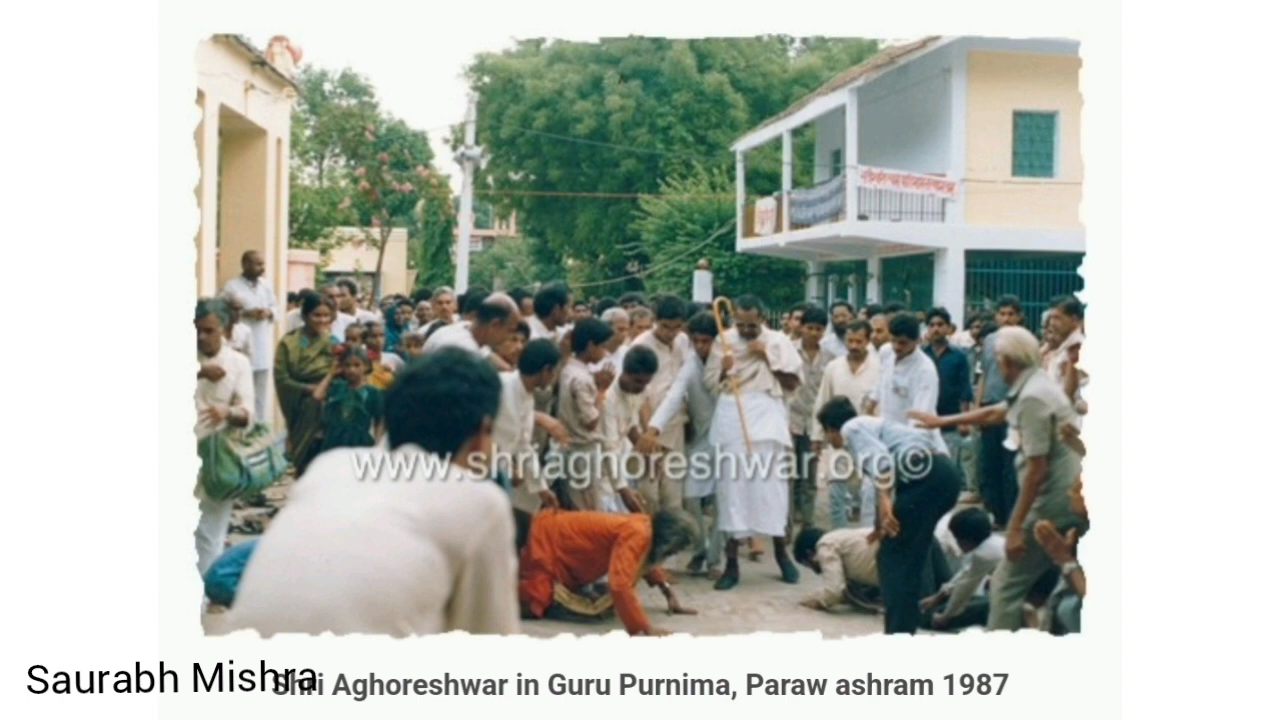 www.shriaghoreshwar.org©
Saurabh Mishra
Shri Aghoreshwar in Guru Purnima, Paraw ashram 1987